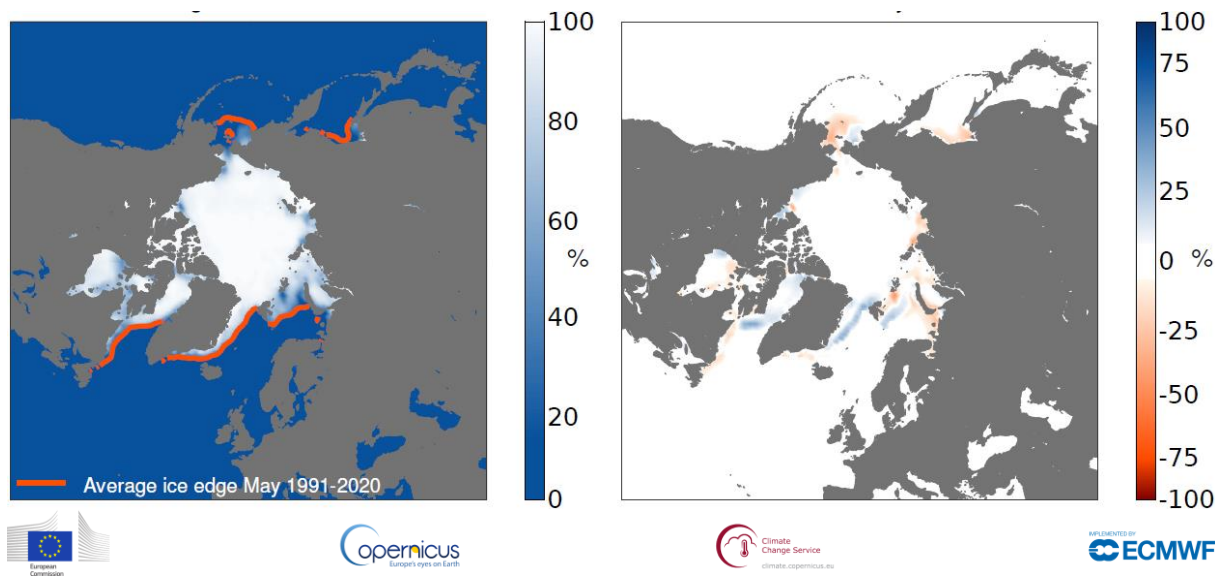 100
80
60
%
40
20
0
Average ice edge May 1991-2020
100
75
50
25
0
%
-25
-50
-75
-100
European
Commission
opernicus
Europe's eyes on Earth
Climate
Change Service
climate.copernicus.eu
IMPLEMENTED BY
ECMWF